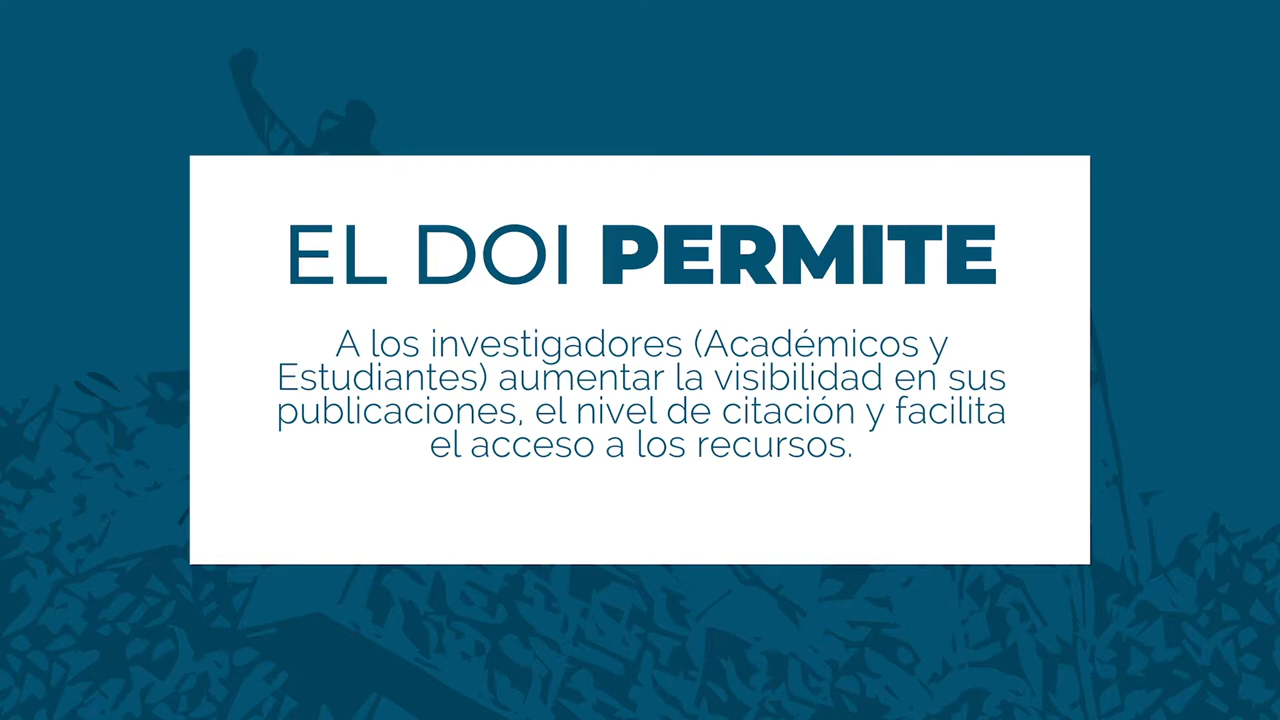 EL DOI PERMITE
A los investigadores (Académicos y
Estudiantes) aumentar la visibilidad en sus
publicaciones, el nivel de citación y facilita
el acceso a los recursos.